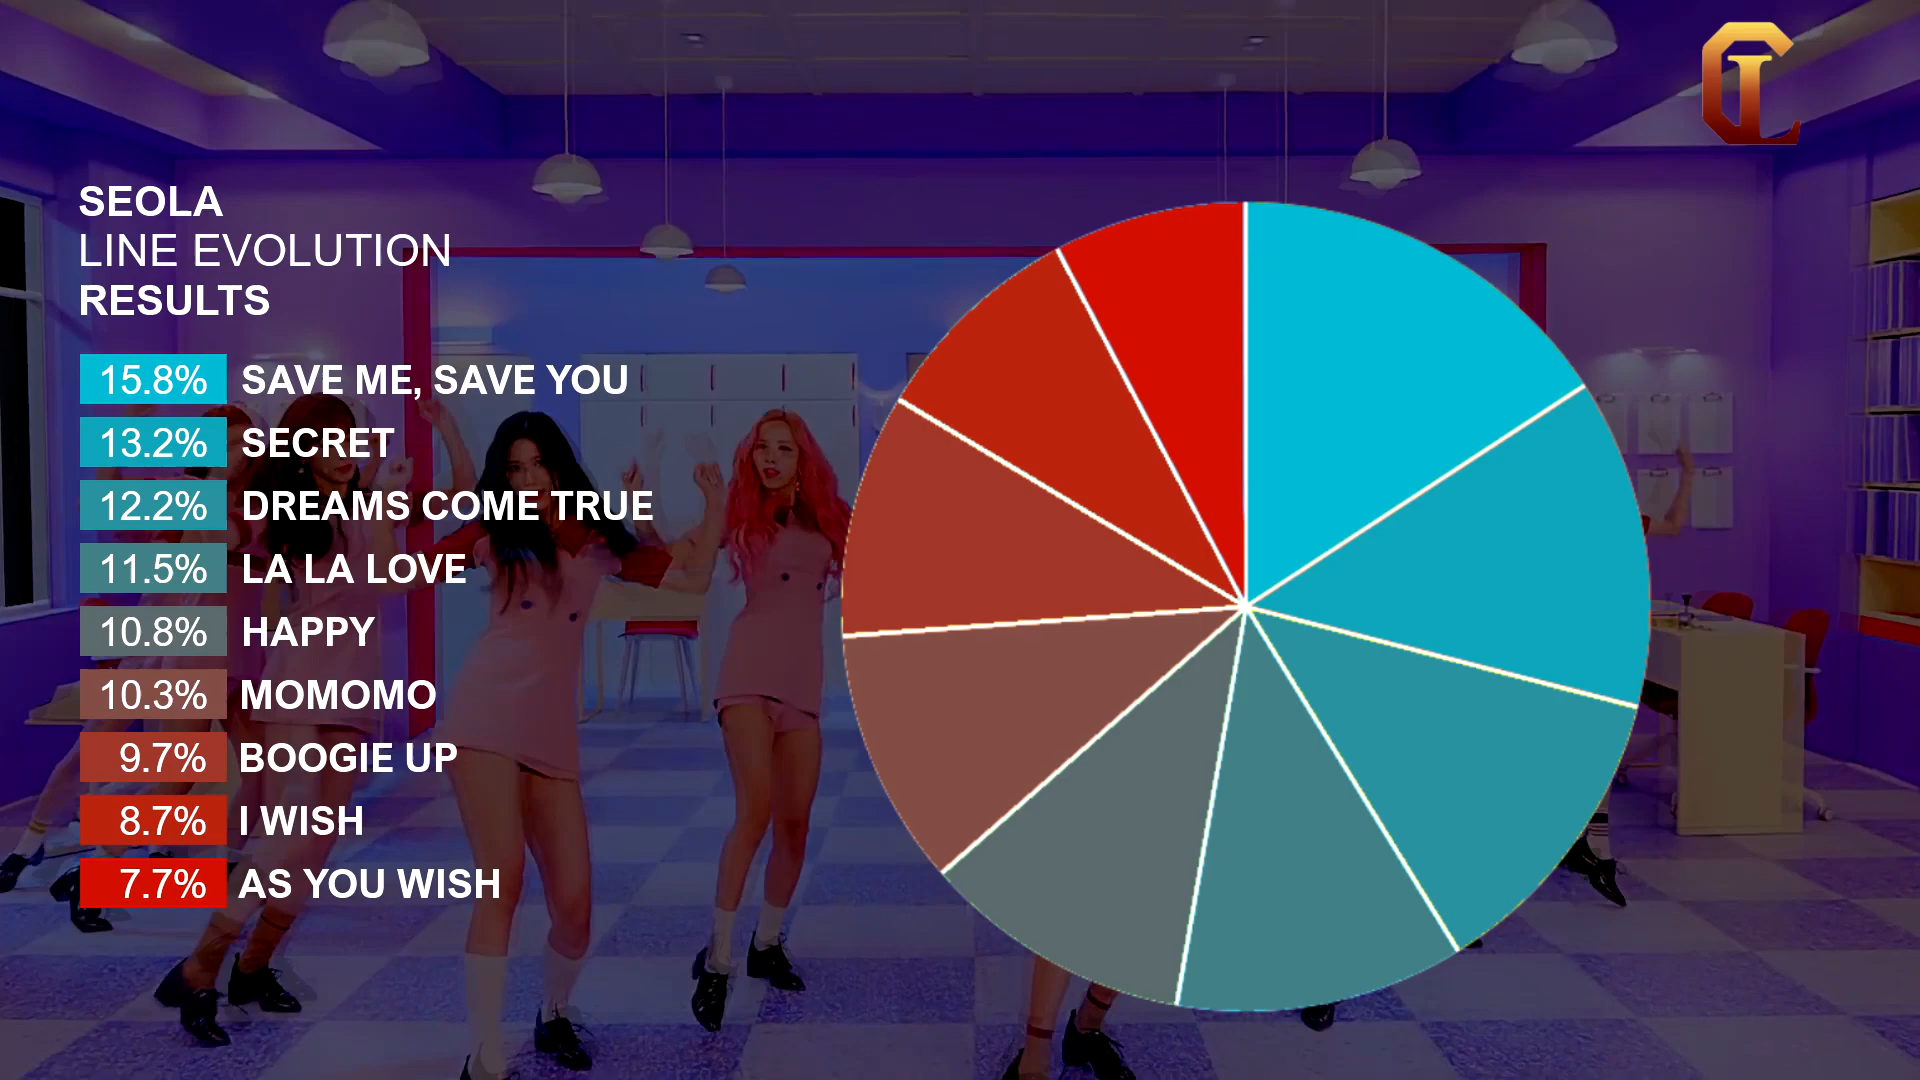 SEOLA
LINE EVOLUTION
RESULTS
15.8% SAVE ME, SAVE YOU
13.2% SECRET
12.2% DREAMS COME TRUE
11.5% LA LA LOVE
10.8% HAPPY
10.3% MOMOMO
9.7% BOOGIE UP
8.7% I WISH
7.7% AS YOU WISH